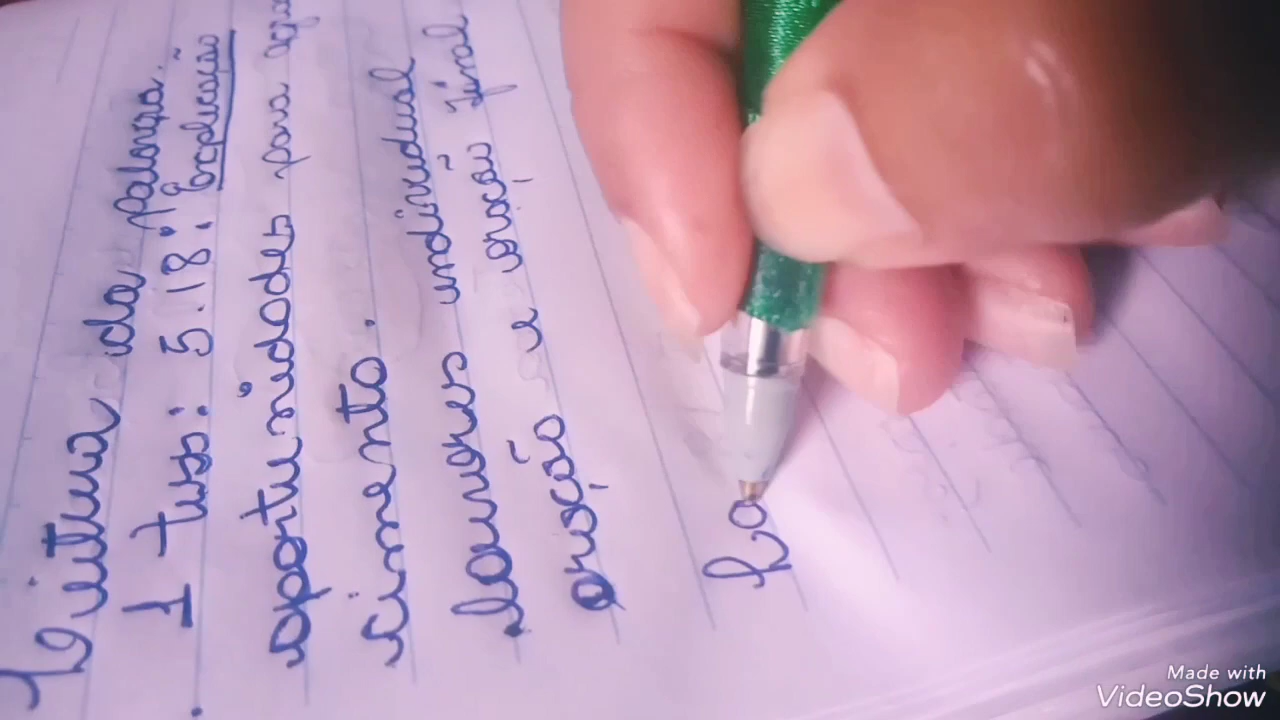 Leitura da palavra.
1 tess: 5.18: Explicação
oportunidades para agra
cimento.
. louvores individual
oração e oração final
ha
Made with
VideoShow